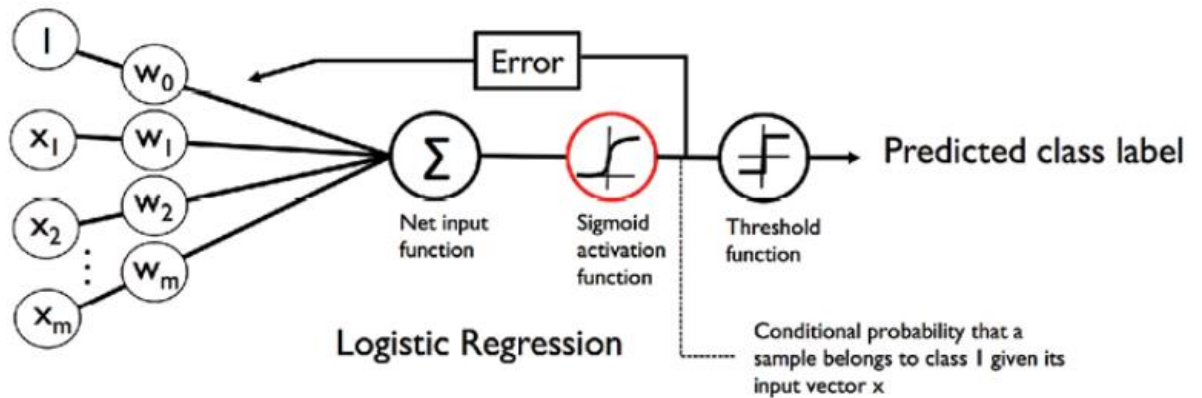 1
w0
Error
x1
w1
Σ
Predicted class label
x2
w2
Net input
function
Sigmoid
activation
function
Threshold
function
⋮
wm
xm
Logistic Regression
Conditional probability that a
sample belongs to class 1 given its
input vector x